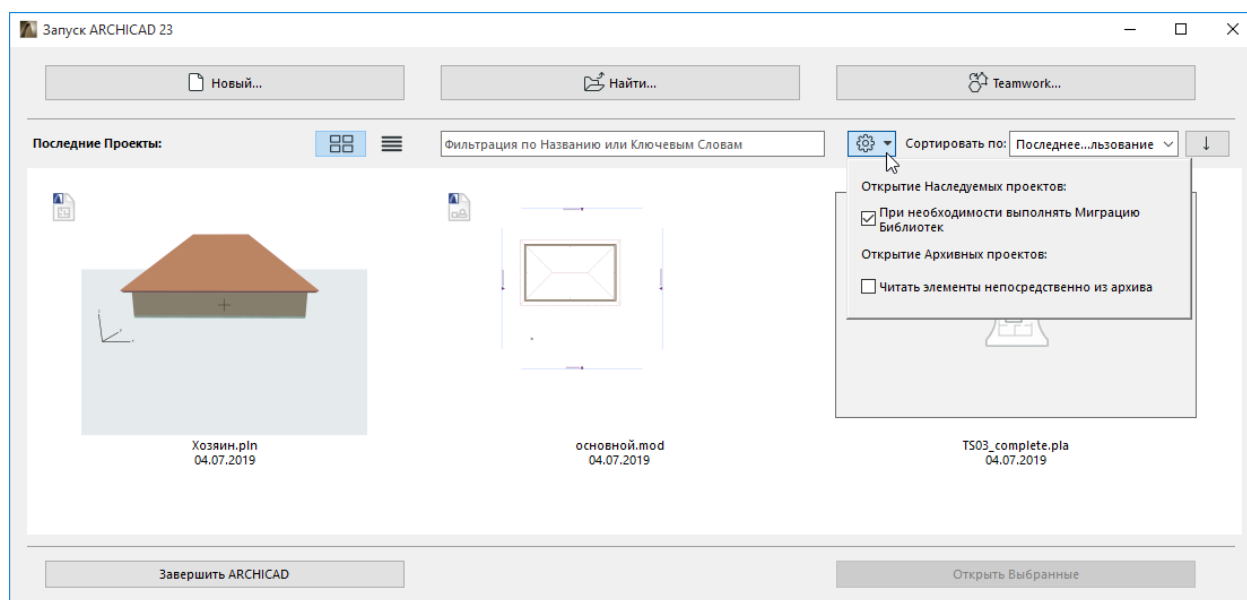 Запуск ARCHICAD 23
Новый...
Найти...
Teamwork...
Последние Проекты:
Фильтрация по Названию или Ключевым Словам
Сортировать по:
Последнее...льзование
Открытие Наследуемых проектов:
При необходимости выполнять Миграцию
Библиотек
Открытие Архивных проектов:
Читать элементы непосредственно из архива
Хозяин.pln
04.07.2019
основной.mod
04.07.2019
TS03_complete.pla
04.07.2019
Завершить ARCHICAD
Открыть Выбранные